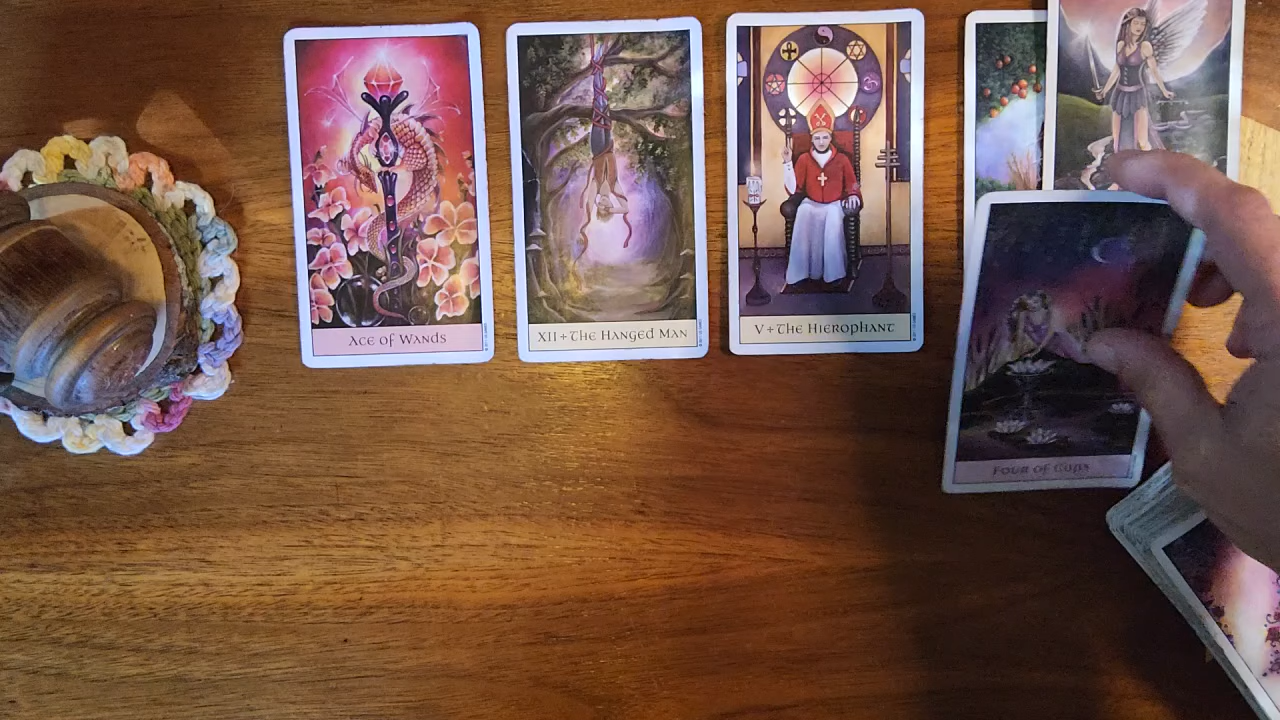 Ace of Wands
XII + The Hanged Man
V + The Hierophant
Four of Cups